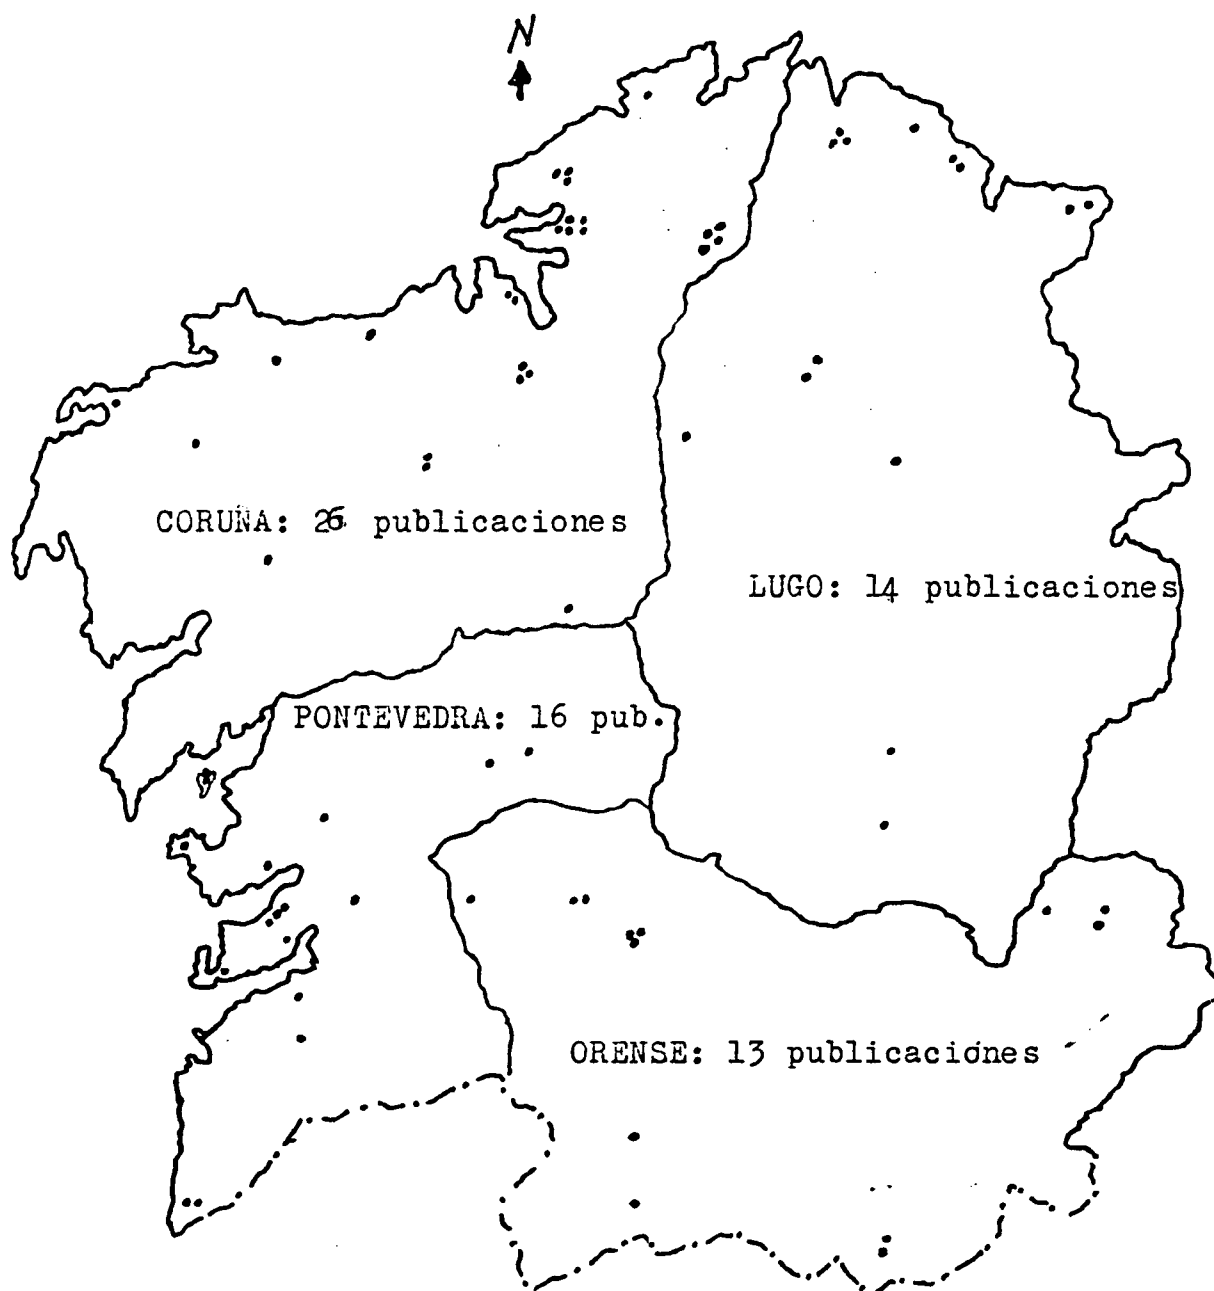 N
CORUÑA: 26 publicaciones
LUGO: 14 publicaciones
PONTEVEDRA: 16 pub.
ORENSE: 13 publicaciones